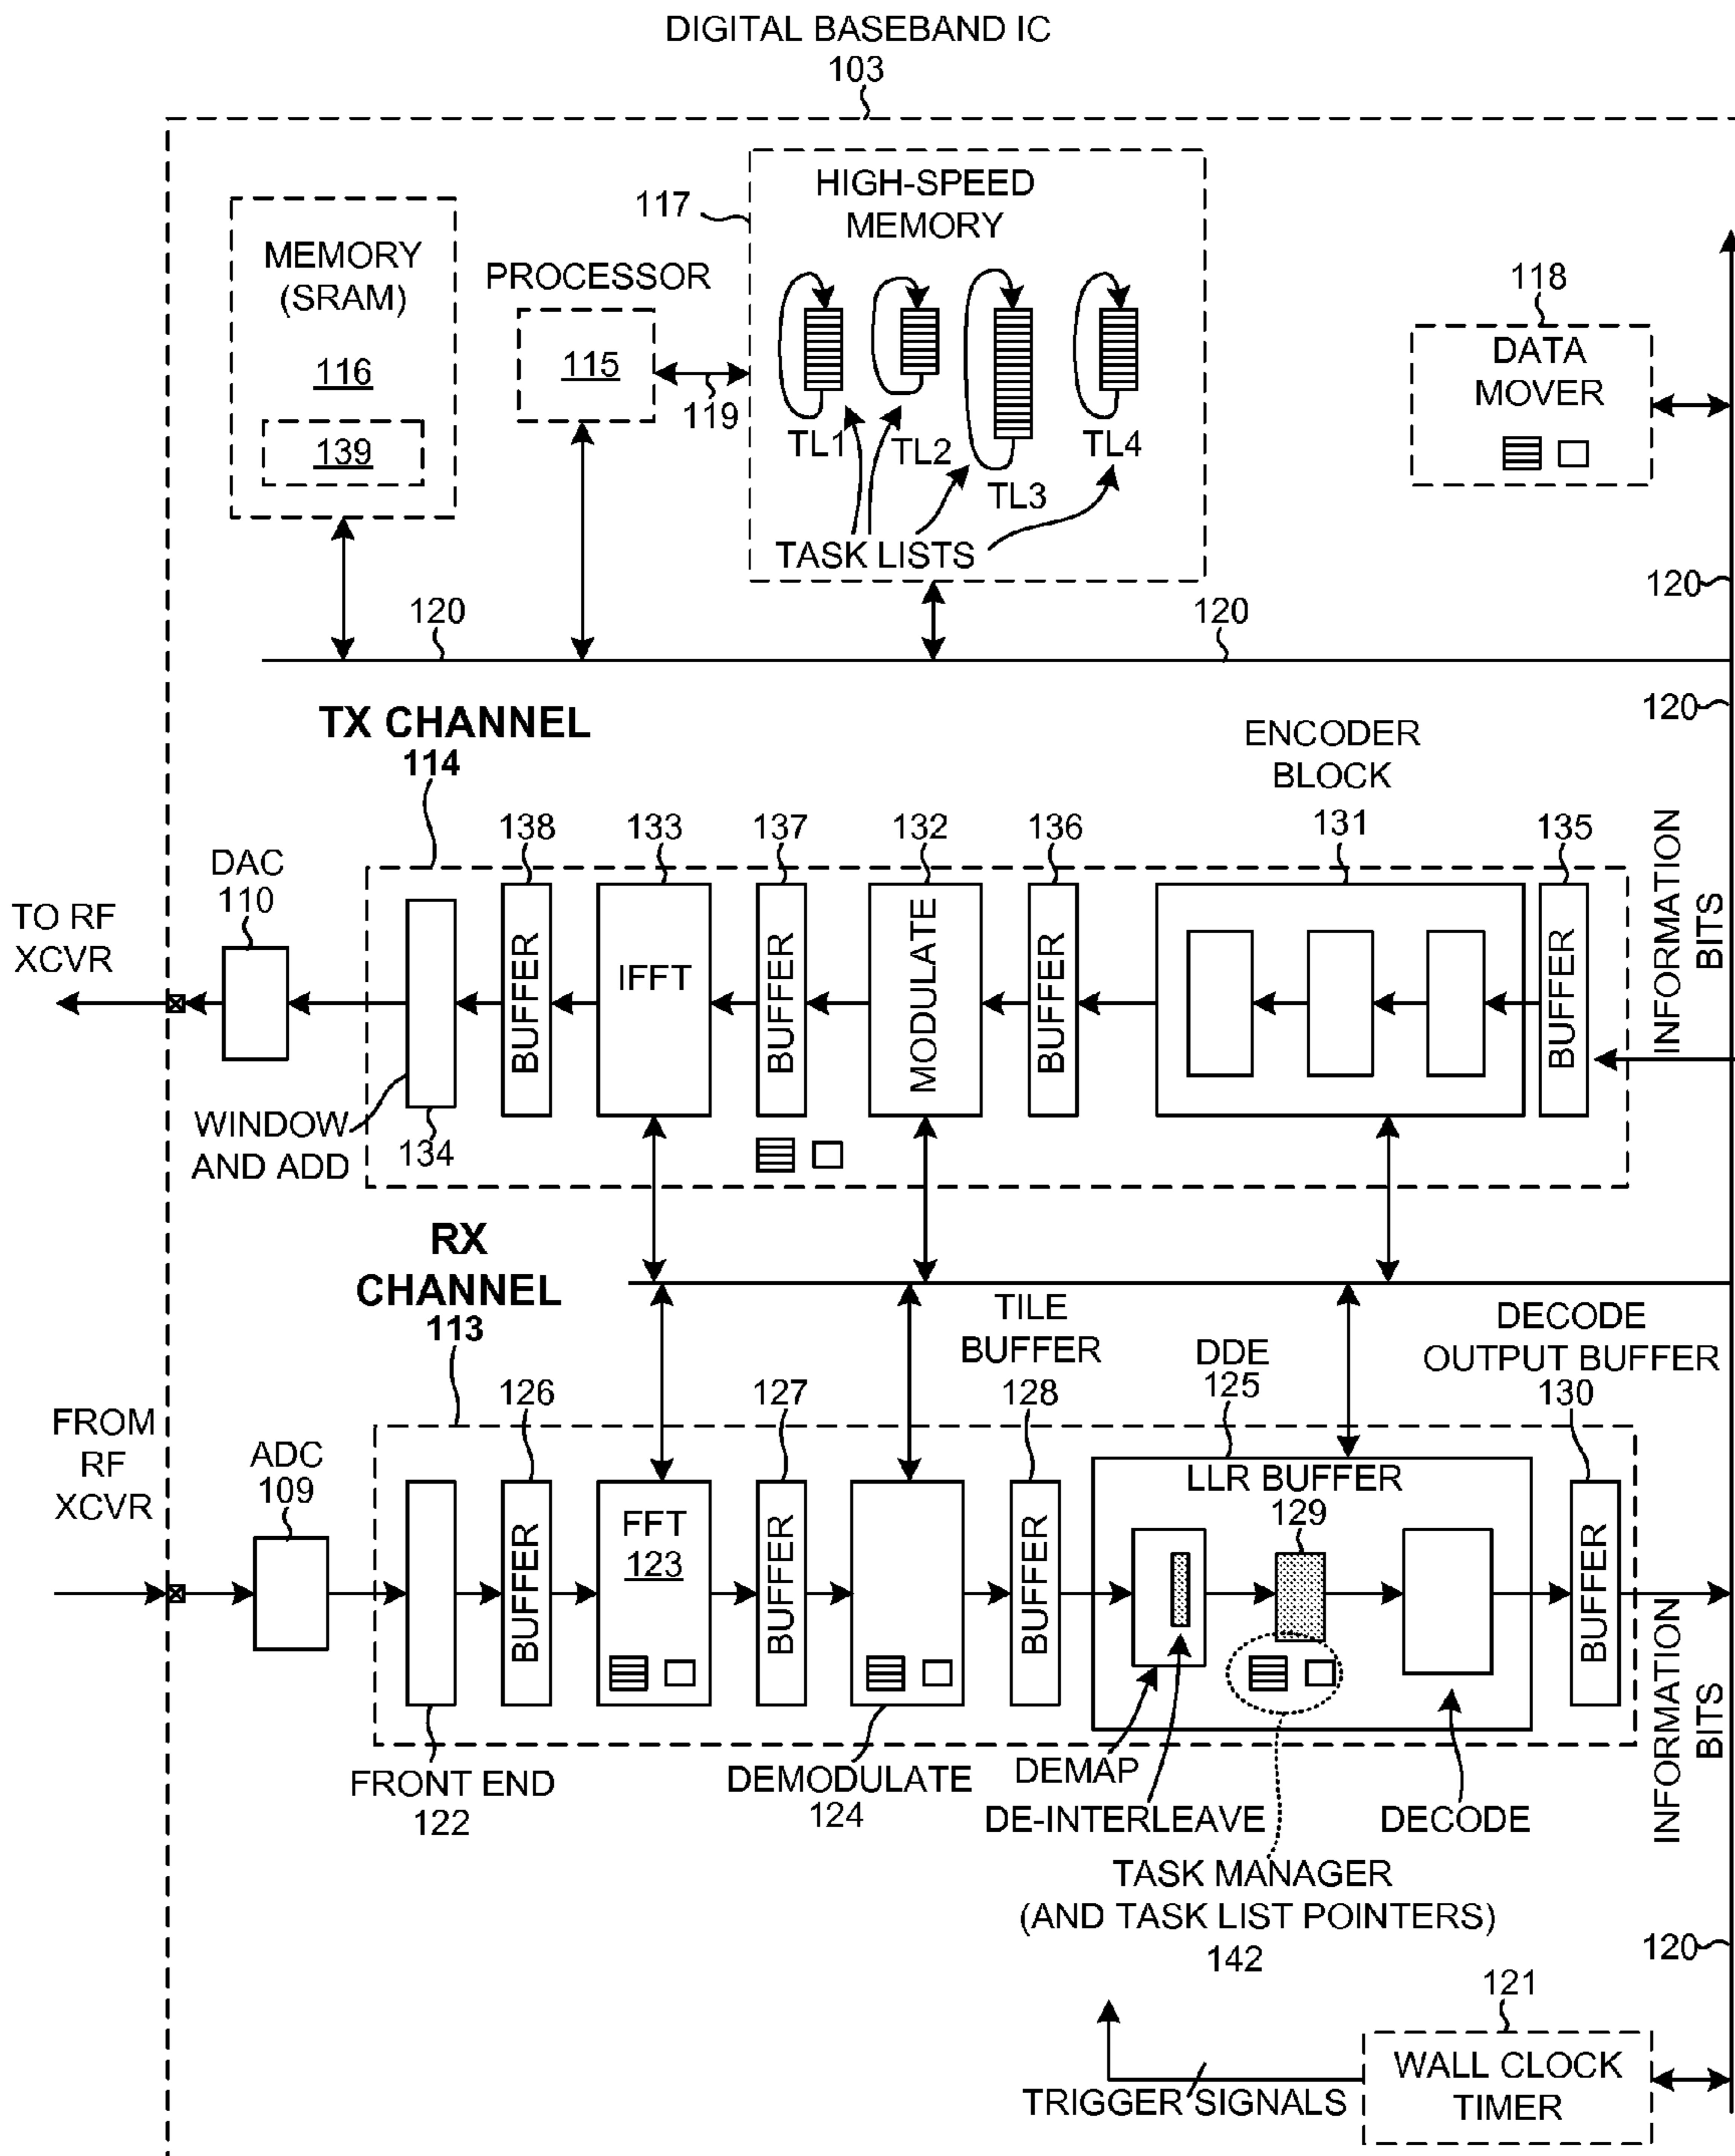 DIGITAL BASEBAND IC
103
117
HIGH-SPEED
MEMORY
MEMORY
(SRAM)
116
139
PROCESSOR
115
119
TL1
TL2
TL3
TL4
TASK LISTS
118
DATA
MOVER
120
120
120
120
TX CHANNEL
114
ENCODER
BLOCK
131
138
133
137
132
136
135
DAC
110
TO RF
XCVR
BUFFER
IFFT
BUFFER
MODULATE
BUFFER
BUFFER
INFORMATION
BITS
WINDOW
AND ADD
134
RX
CHANNEL
113
TILE
BUFFER
128
DDE
125
DECODE
OUTPUT BUFFER
130
126
127
FROM
RF
XCVR
ADC
109
BUFFER
FFT
123
BUFFER
BUFFER
LLR BUFFER
129
BUFFER
INFORMATION
BITS
FRONT END
122
DEMODULATE
124
DEMAP
DE-INTERLEAVE
DECODE
TASK MANAGER
(AND TASK LIST POINTERS)
142
120
121
WALL CLOCK
TIMER
TRIGGER SIGNALS